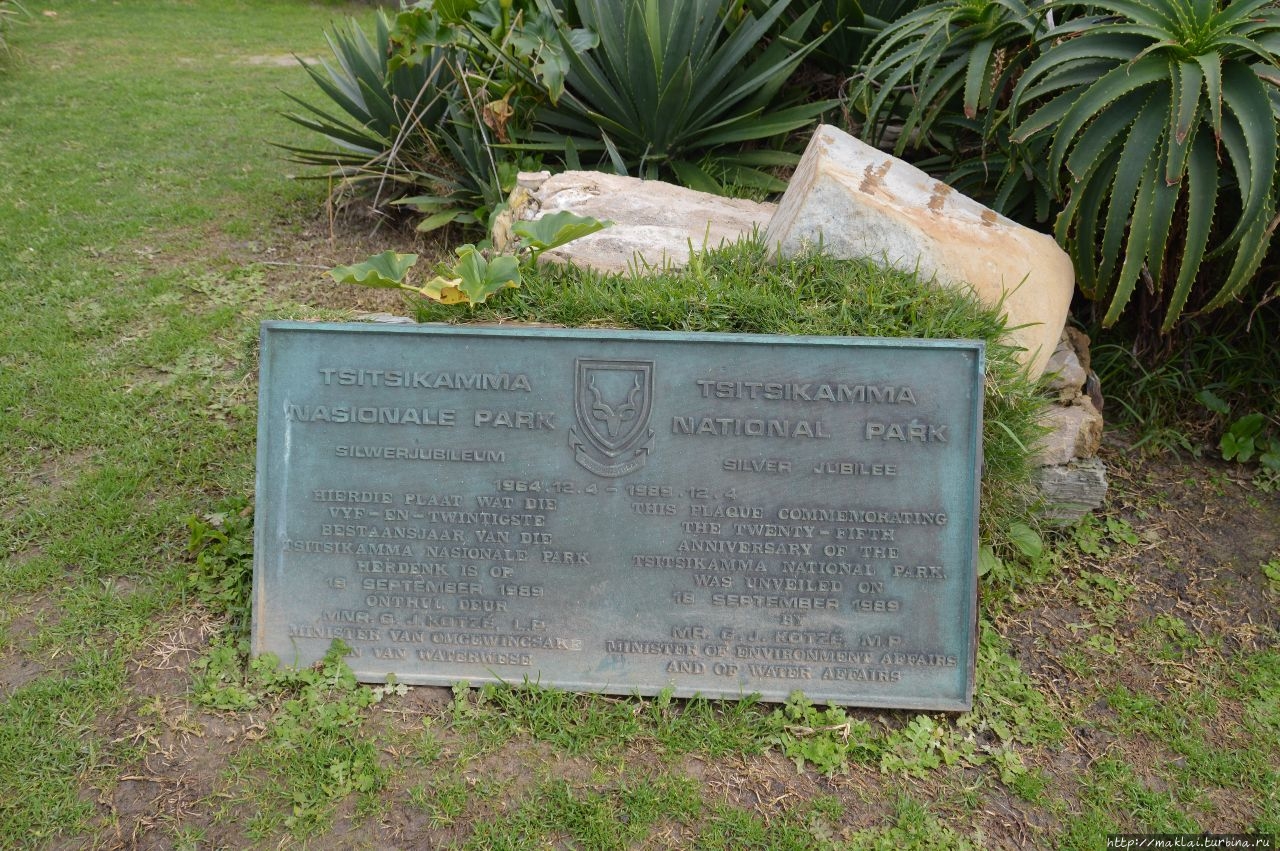 TSITSIKAMMA
NASIONALE PARK
SILWERJUBILEUM
TSITSIKAMMA
NATIONAL PARK
SILVER JUBILEE
1964.12.4 - 1989.12.4
HIERDIE PLAAT WAT DIE
VYF-EN-TWINTIGSTE
BESTAANSJAAR VAN DIE
TSITSIKAMMA NASIONALE PARK
HERDENK IS OP
18 SEPTEMBER 1989
ONTHUL DEUR
MNR. G. J. KOTZÉ, L.P.
MINISTER VAN OMGEWINGSAKE
EN VAN WATERWESE
THIS PLAQUE COMMEMORATING
THE TWENTY-FIFTH
ANNIVERSARY OF THE
TSITSIKAMMA NATIONAL PARK
WAS UNVEILED ON
18 SEPTEMBER 1989
BY
MR. G. J. KOTZÉ, M.P.
MINISTER OF ENVIRONMENT AFFAIRS
AND OF WATER AFFAIRS
http://maklai.turbina.ru